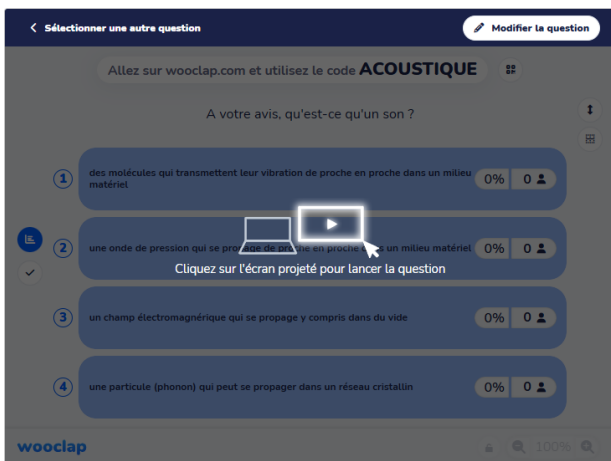 Sélectionner une autre question
Modifier la question
Allez sur wooclap.com et utilisez le code ACOUSTIQUE
A votre avis, qu'est-ce qu'un son ?
1
des molécules qui transmettent leur vibration de proche en proche dans un milieu
matériel
0% 0
2
une onde de pression qui se propage de proche en proche dans un milieu matériel
0% 0
Cliquez sur l'écran projeté pour lancer la question
3
un champ électromagnérique qui se propage y compris dans du vide
0% 0
4
une particule (phonon) qui peut se propager dans un réseau cristallin
0% 0
wooclap
100%